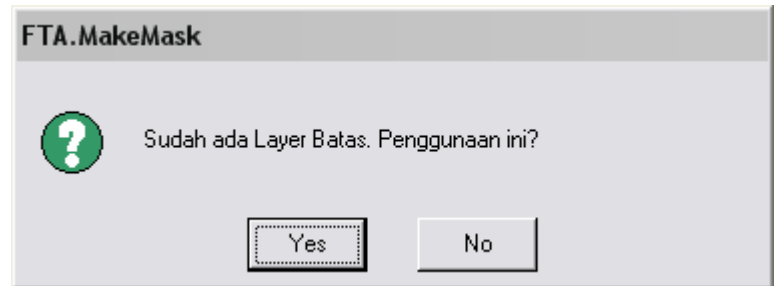 FTA.MakeMask
Sudah ada Layer Batas. Penggunaan ini?
Yes No